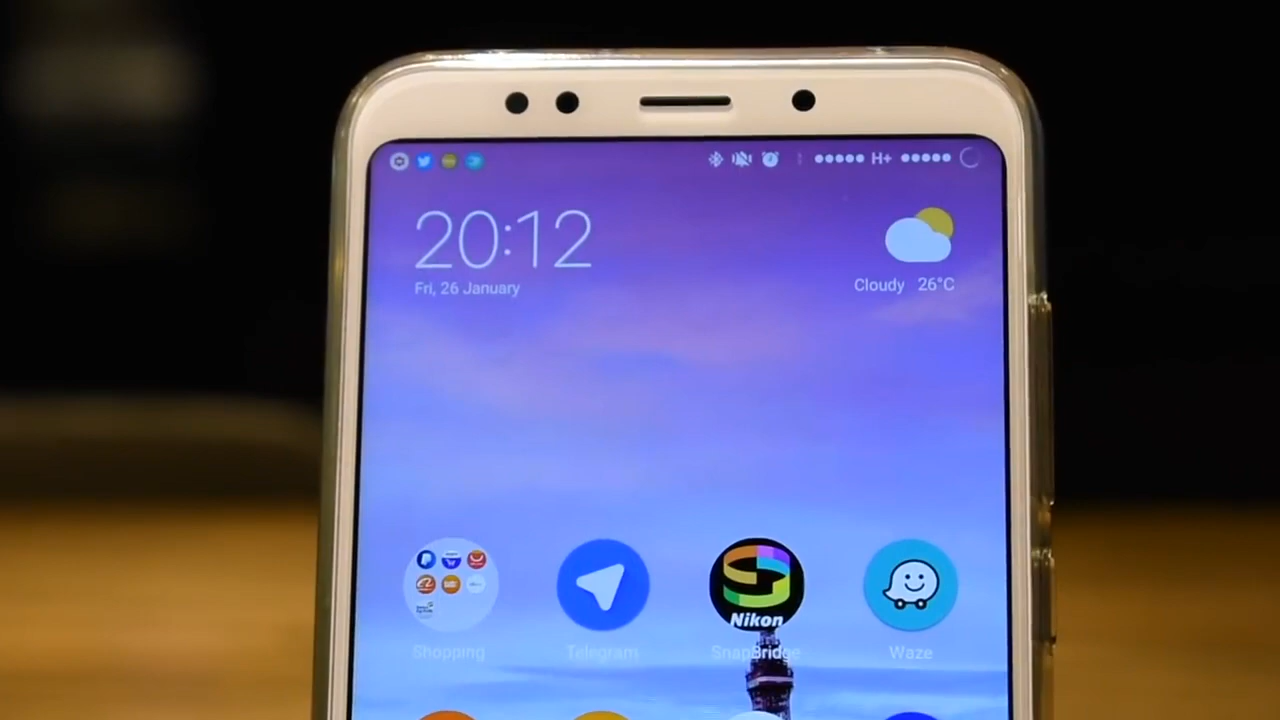 H+
20:12
Fri, 26 January
Cloudy 26°C
Nikon
Shopping
Telegram
SnapBridge
Waze